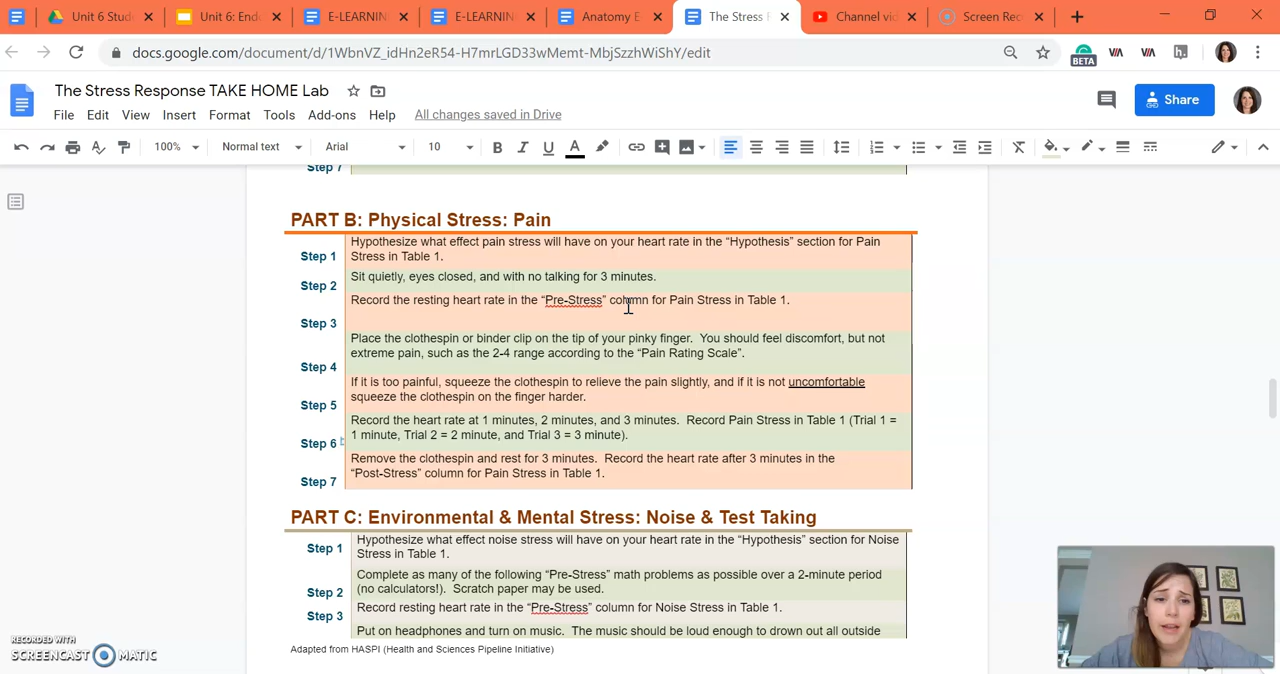 Unit 6 Stud
Unit 6: End
E-LEARNIN
E-LEARNIN
Anatomy E
The Stress
Channel vid
Screen Rec
docs.google.com/document/d/1WbnVZ_idHn2eR54-H7mrLGD33wMemt-MbjSzzhWiShY/edit
BETA
The Stress Response TAKE HOME Lab
File Edit View Insert Format Tools Add-ons Help All changes saved in Drive
Share
100% Normal text Arial 10 B I U A
Step 7
PART B: Physical Stress: Pain
Hypothesize what effect pain stress will have on your heart rate in the “Hypothesis” section for Pain
Step 1 Stress in Table 1.
Step 2 Sit quietly, eyes closed, and with no talking for 3 minutes.
Record the resting heart rate in the “Pre-Stress” column for Pain Stress in Table 1.
Step 3
Place the clothespin or binder clip on the tip of your pinky finger. You should feel discomfort, but not
extreme pain, such as the 2-4 range according to the “Pain Rating Scale”.
Step 4
If it is too painful, squeeze the clothespin to relieve the pain slightly, and if it is not uncomfortable
Step 5 squeeze the clothespin on the finger harder.
Record the heart rate at 1 minutes, 2 minutes, and 3 minutes. Record Pain Stress in Table 1 (Trial 1 =
Step 6 1 minute, Trial 2 = 2 minute, and Trial 3 = 3 minute).
Remove the clothespin and rest for 3 minutes. Record the heart rate after 3 minutes in the
Step 7 “Post-Stress” column for Pain Stress in Table 1.
PART C: Environmental & Mental Stress: Noise & Test Taking
Step 1 Hypothesize what effect noise stress will have on your heart rate in the “Hypothesis” section for Noise
Stress in Table 1.
Complete as many of the following “Pre-Stress” math problems as possible over a 2-minute period
Step 2 (no calculators!). Scratch paper may be used.
Step 3 Record resting heart rate in the “Pre-Stress” column for Noise Stress in Table 1.
Put on headphones and turn on music. The music should be loud enough to drown out all outside
Adapted from HASPI (Health and Sciences Pipeline Initiative)
RECORDED WITH
SCREENCAST MATIC